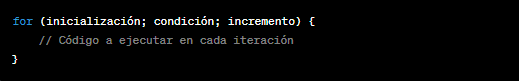 for (inicialización; condición; incremento) {
// Código a ejecutar en cada iteración
}